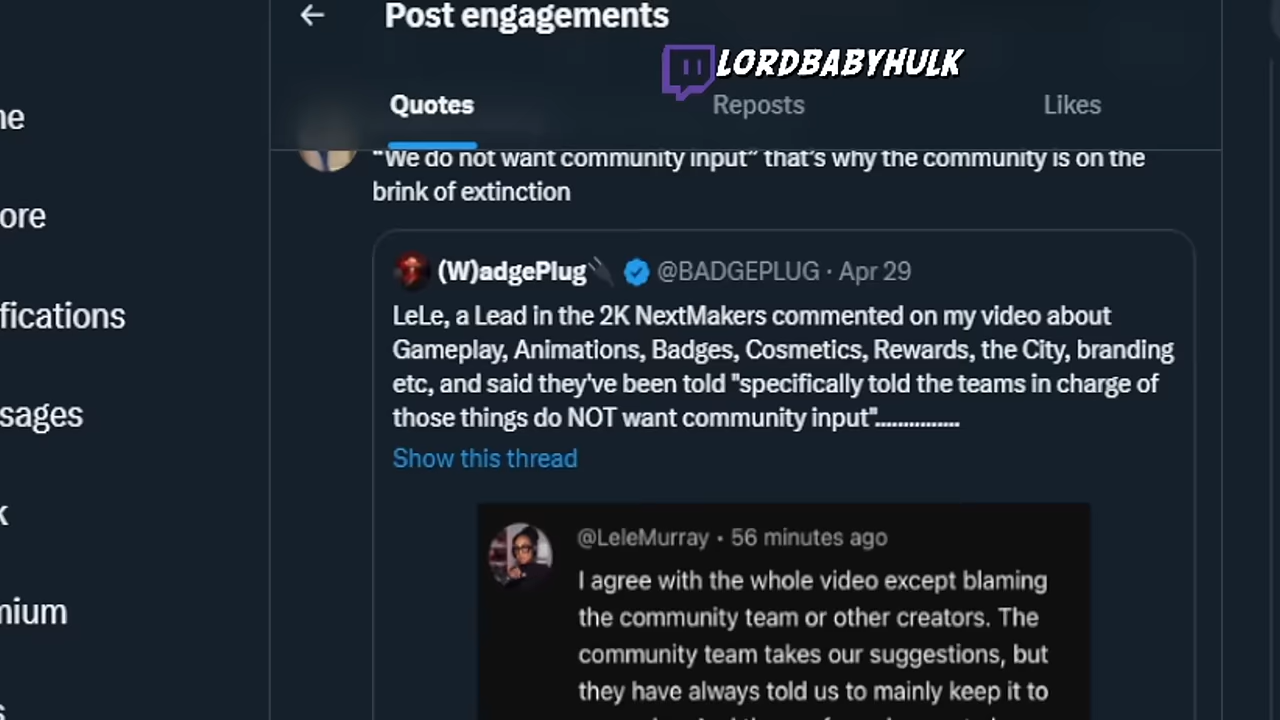 Post engagements
LORDBABYHULK
Quotes
Reposts
Likes
ne
ore
fications
sages
k
mium
s
"We do not want community input" that's why the community is on the
brink of extinction
(W)adgePlug @BADGEPLUG · Apr 29
LeLe, a Lead in the 2K NextMakers commented on my video about
Gameplay, Animations, Badges, Cosmetics, Rewards, the City, branding
etc, and said they've been told "specifically told the teams in charge of
those things do NOT want community input"...............
Show this thread
@LeleMurray • 56 minutes ago
I agree with the whole video except blaming
the community team or other creators. The
community team takes our suggestions, but
they have always told us to mainly keep it to